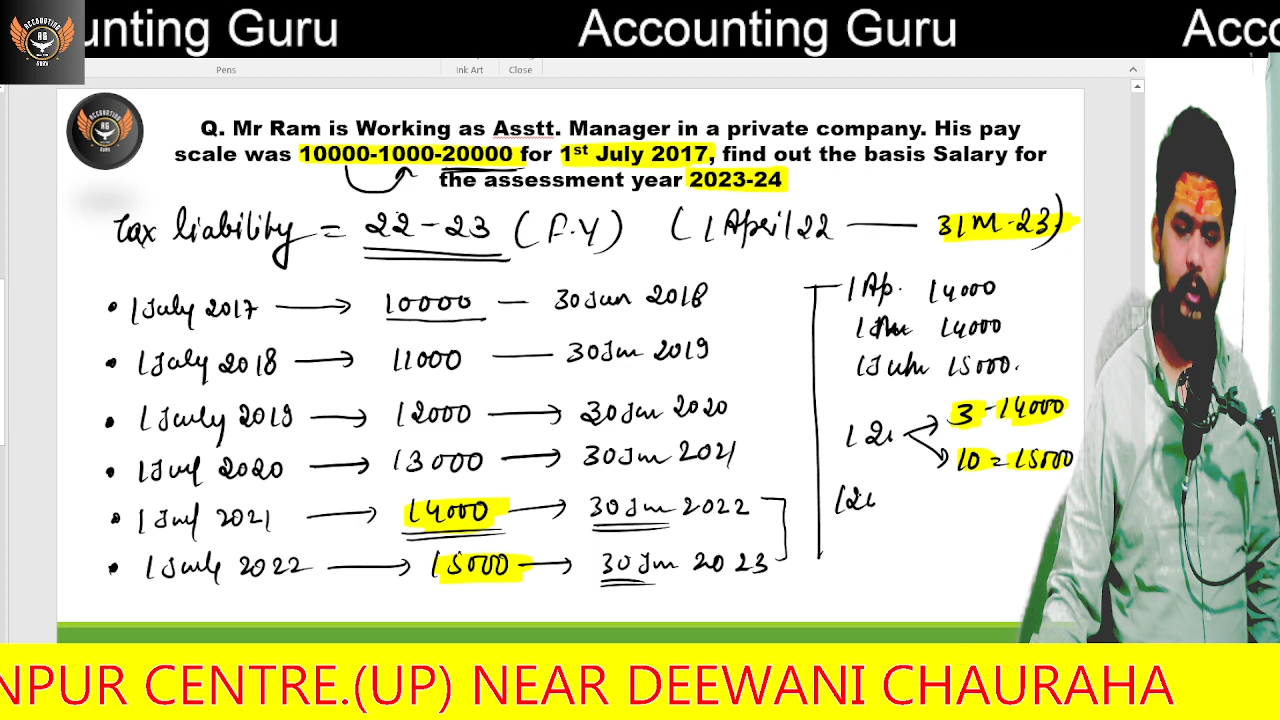 unting Guru Accounting Guru Acco
ACCOUNTING
AG
GURU
Pens Ink Art Close
Q. Mr Ram is Working as Asstt. Manager in a private company. His pay
scale was 10000-1000-20000 for 1st July 2017, find out the basis Salary for
the assessment year 2023-24
Tax liability = 22-23 (F.Y) (1 April 22 — 31 M-23)
• 1 July 2017 → 10000 — 30 Jun 2018
• 1 July 2018 → 11000 — 30 Jun 2019
• 1 July 2019 → 12000 → 30 Jun 2020
• 1 July 2020 → 13000 → 30 Jun 2021
• 1 July 2021 → 14000 → 30 Jun 2022
• 1 July 2022 → 15000 → 30 Jun 2023
1 Ap. 14000
14000
15000.
3 - 14000
10 = 15000
NPUR CENTRE.(UP) NEAR DEEWANI CHAURAHA